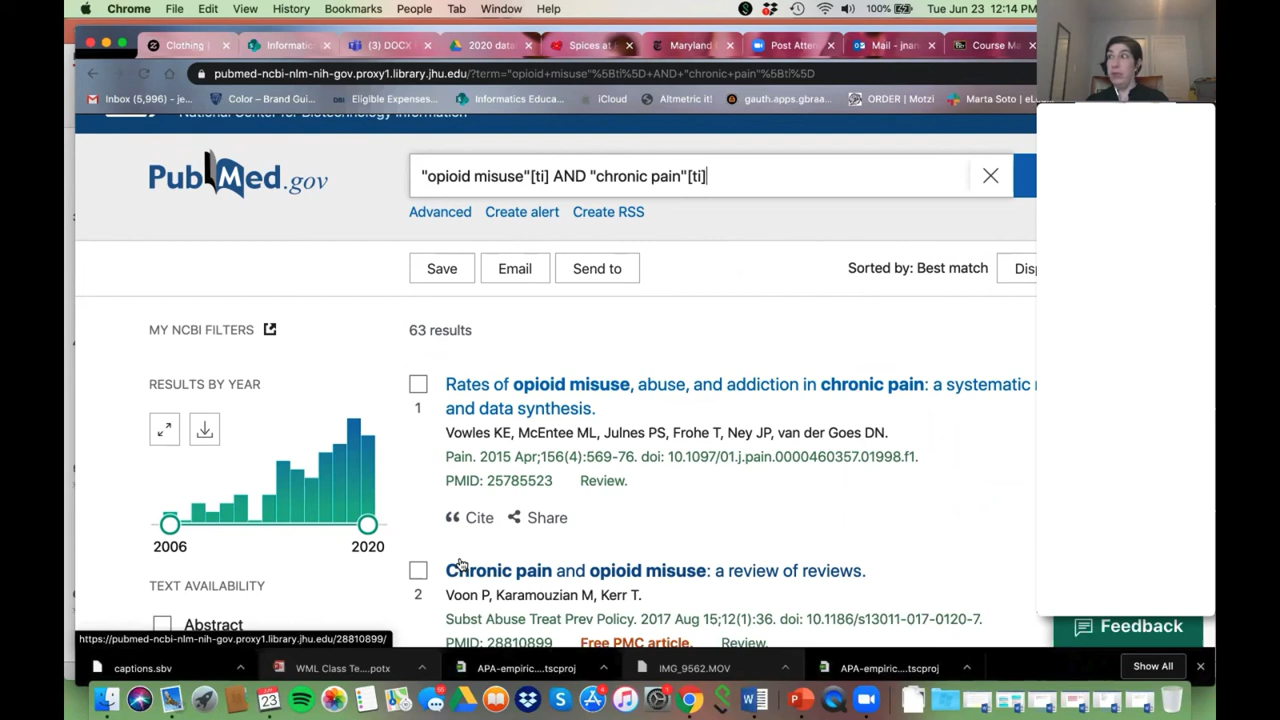 Chrome File Edit View History Bookmarks People Tab Window Help 100% Tue Jun 23 12:14 PM
Clothing | Informatic (3) DOCX 2020 data Spices at Maryland Post Atten Mail - jnan Course Ma
pubmed-ncbi-nlm-nih-gov.proxy1.library.jhu.edu/?term="opioid+misuse"%5Bti%5D+AND+"chronic+pain"%5Bti%5D
Inbox (5,996) - je... Color – Brand Gui... Eligible Expenses... Informatics Educa... iCloud Altmetric it! gauth.apps.gbraa... ORDER | Motzi Marta Soto | eL
National Center for Biotechnology Information
PubMed.gov
"opioid misuse"[ti] AND "chronic pain"[ti]
Advanced Create alert Create RSS
Save Email Send to Sorted by: Best match Disp
MY NCBI FILTERS
63 results
RESULTS BY YEAR
Rates of opioid misuse, abuse, and addiction in chronic pain: a systematic
1
and data synthesis.
Vowles KE, McEntee ML, Julnes PS, Frohe T, Ney JP, van der Goes DN.
Pain. 2015 Apr;156(4):569-76. doi: 10.1097/01.j.pain.0000460357.01998.f1.
PMID: 25785523 Review.
Cite Share
2006 2020
Chronic pain and opioid misuse: a review of reviews.
2
Voon P, Karamouzian M, Kerr T.
Subst Abuse Treat Prev Policy. 2017 Aug 15;12(1):36. doi: 10.1186/s13011-017-0120-7.
PMID: 28810899 Free PMC article. Review.
TEXT AVAILABILITY
Abstract
https://pubmed-ncbi-nlm-nih-gov.proxy1.library.jhu.edu/28810899/
Feedback
captions.sbv WML Class Te....potx APA-empiric....tscproj IMG_9562.MOV APA-empiric....tscproj Show All